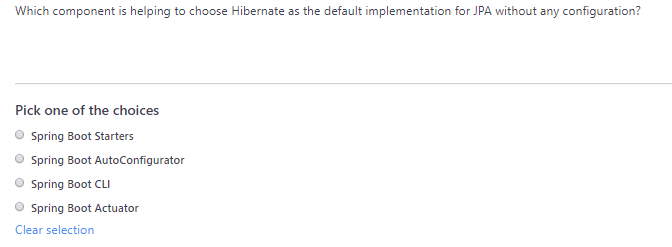 Which component is helping to choose Hibernate as the default implementation for JPA without any configuration?
Pick one of the choices
Spring Boot Starters
Spring Boot AutoConfigurator
Spring Boot CLI
Spring Boot Actuator
Clear selection